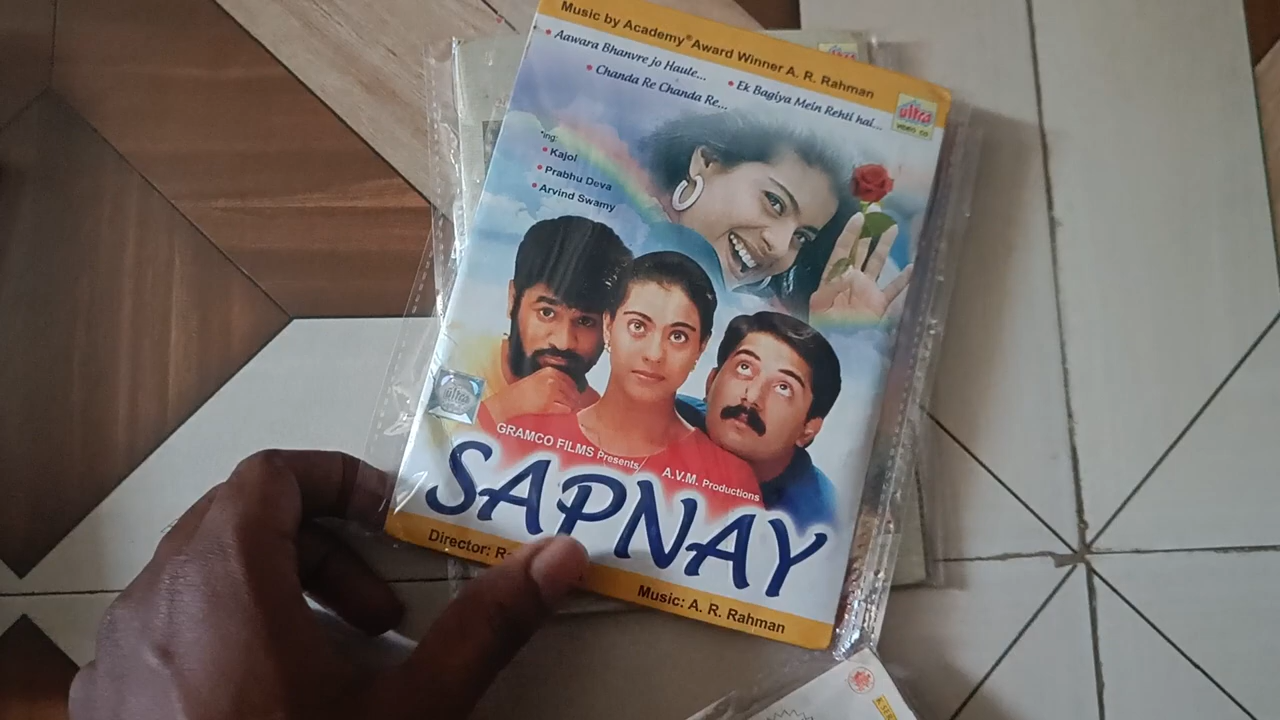 Music by Academy® Award Winner A. R. Rahman
• Aawara Bhanvre jo Haule...
• Chanda Re Chanda Re...
• Ek Bagiya Mein Rehti hai...
ultra
VIDEO CD
*ing:
• Kajol
• Prabhu Deva
• Arvind Swamy
ultra
GRAMCO FILMS Presents
A.V.M. Productions
SAPNAY
Director:
Music: A. R. Rahman